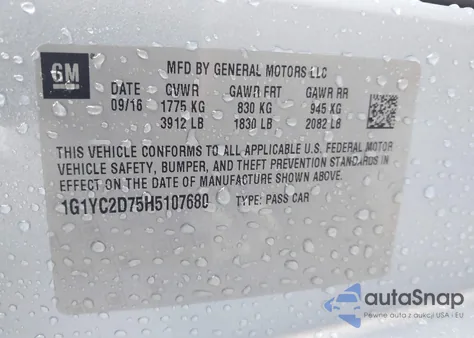 GM
MFD BY GENERAL MOTORS LLC
DATE GVWR GAWR FRT GAWR RR
09/16 1775 KG 830 KG 945 KG
3912 LB 1830 LB 2082 LB
THIS VEHICLE CONFORMS TO ALL APPLICABLE U.S. FEDERAL MOTOR
VEHICLE SAFETY, BUMPER, AND THEFT PREVENTION STANDARDS IN
EFFECT ON THE DATE OF MANUFACTURE SHOWN ABOVE.
1G1YC2D75H5107680 TYPE: PASS CAR
autoSnap
Pewne auta z aukcji USA i EU